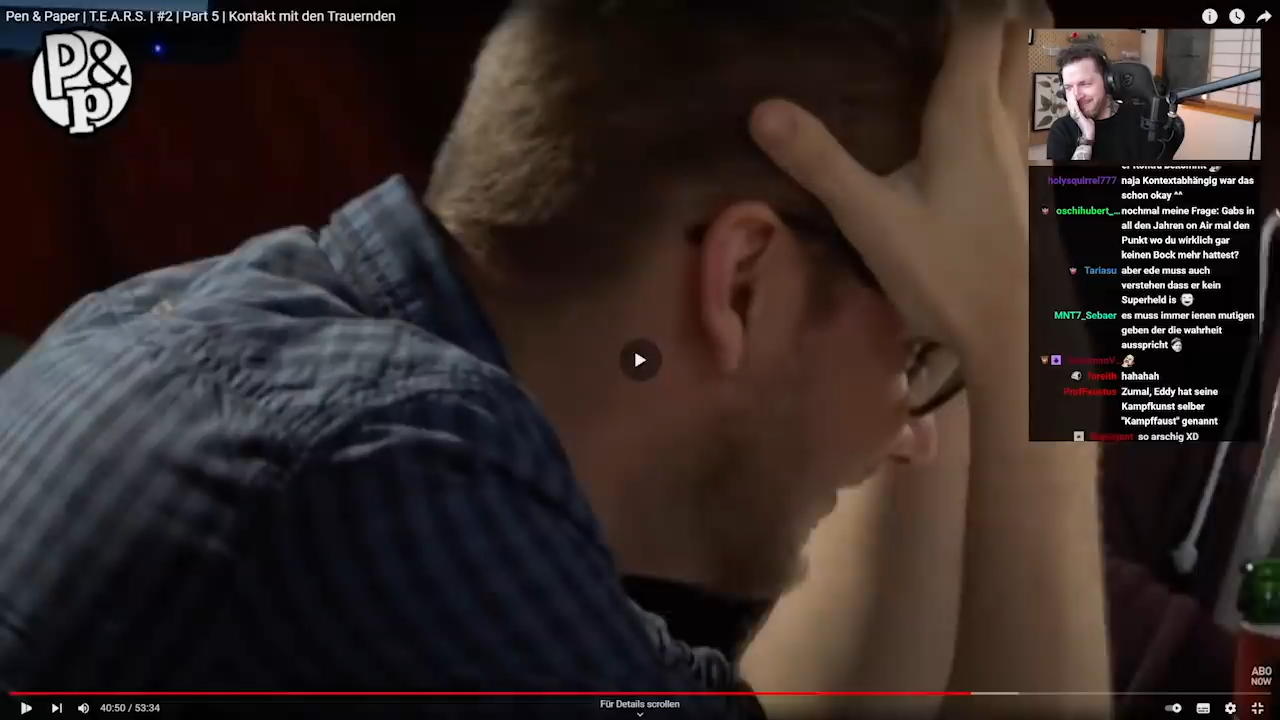 Pen & Paper | T.E.A.R.S. | #2 | Part 5 | Kontakt mit den Trauernden
P&P
holysquirrel777 naja Kontextabhängig war das
schon okay ^^
oschihubert_... nochmal meine Frage: Gabs in
all den Jahren on Air mal den
Punkt wo du wirklich gar
keinen Bock mehr hattest?
Tariasu aber ede muss auch
verstehen dass er kein
Superheld is
MNT7_Sebaer es muss immer ienen mutigen
geben der die wahrheit
ausspricht
hahahah
Zumal, Eddy hat seine
Kampfkunst selber
"Kampffaust" genannt
so arschig XD
ABO
NOW
Für Details scrollen
40:50 / 53:34